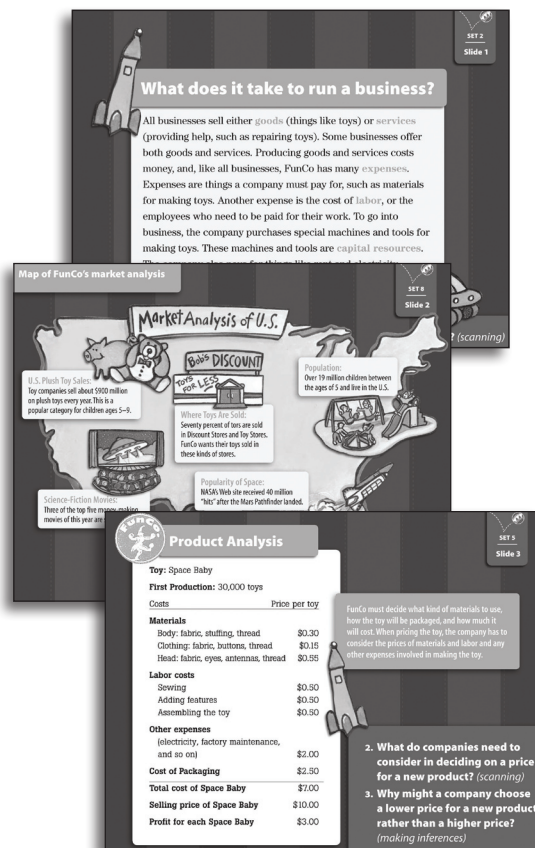 SET 2
Slide 1
What does it take to run a business?
All businesses sell either goods (things like toys) or services
(providing help, such as repairing toys). Some businesses offer
both goods and services. Producing goods and services costs
money, and, like all businesses, FunCo has many expenses.
Expenses are things a company must pay for, such as materials
for making toys. Another expense is the cost of labor, or the
employees who need to be paid for their work. To go into
business, the company purchases special machines and tools for
making toys. These machines and tools are capital resources.
The company also pays for things like rent and electricity.
? (scanning)
Map of FunCo's market analysis
SET 8
Slide 2
Market Analysis of U.S.
Bob's DISCOUNT
TOYS
FOR LESS
U.S. Plush Toy Sales:
Toy companies sell about $900 million
on plush toys every year. This is a
popular category for children ages 5–9.
Where Toys Are Sold:
Seventy percent of tors are sold
in Discount Stores and Toy Stores.
FunCo wants their toys sold in
these kinds of stores.
Population:
Over 19 million children between
the ages of 5 and live in the U.S.
Science-Fiction Movies:
Three of the top five money-making
movies of this year are
Popularity of Space:
NASA's Web site received 40 million
"hits" after the Mars Pathfinder landed.
FunCo
Product Analysis
SET 5
Slide 3
Toy: Space Baby
First Production: 30,000 toys
Costs Price per toy
Materials
Body: fabric, stuffing, thread $0.30
Clothing: fabric, buttons, thread $0.15
Head: fabric, eyes, antennas, thread $0.55
Labor costs
Sewing $0.50
Adding features $0.50
Assembling the toy $0.50
Other expenses
(electricity, factory maintenance,
and so on) $2.00
Cost of Packaging $2.50
Total cost of Space Baby $7.00
Selling price of Space Baby $10.00
Profit for each Space Baby $3.00
FunCo must decide what kind of materials to use,
how the toy will be packaged, and how much it
will cost. When pricing the toy, the company has to
consider the prices of materials and labor and any
other expenses involved in making the toy.
2. What do companies need to
consider in deciding on a price
for a new product? (scanning)
3. Why might a company choose
a lower price for a new product
rather than a higher price?
(making inferences)